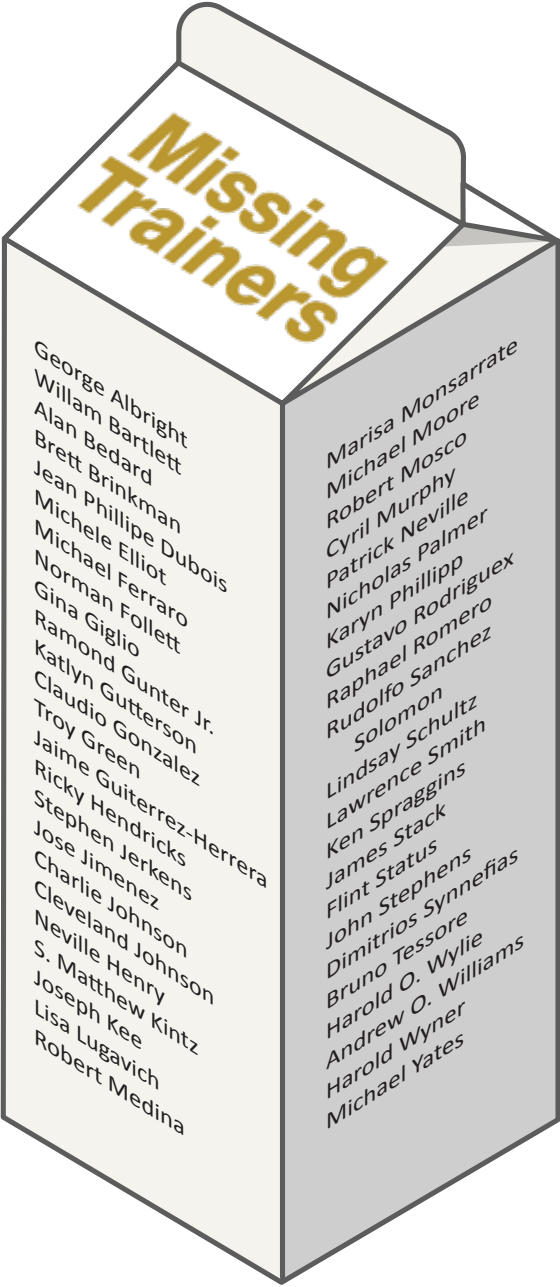 Missing
Trainers
George Albright
Willam Bartlett
Alan Bedard
Brett Brinkman
Jean Phillipe Dubois
Michele Elliot
Michael Ferraro
Norman Follett
Gina Giglio
Ramond Gunter Jr.
Katlyn Gutterson
Claudio Gonzalez
Troy Green
Jaime Guiterrez-Herrera
Ricky Hendricks
Stephen Jerkens
Jose Jimenez
Charlie Johnson
Cleveland Johnson
Neville Henry
S. Matthew Kintz
Joseph Kee
Lisa Lugavich
Robert Medina
Marisa Monsarrate
Michael Moore
Robert Mosco
Cyril Murphy
Patrick Neville
Nicholas Palmer
Karyn Phillipp
Gustavo Rodriguex
Raphael Romero
Rudolfo Sanchez
Solomon
Lindsay Schultz
Lawrence Smith
Ken Spraggins
James Stack
Flint Status
John Stephens
Dimitrios Synnefias
Bruno Tessore
Harold O. Wylie
Andrew O. Williams
Harold Wyner
Michael Yates